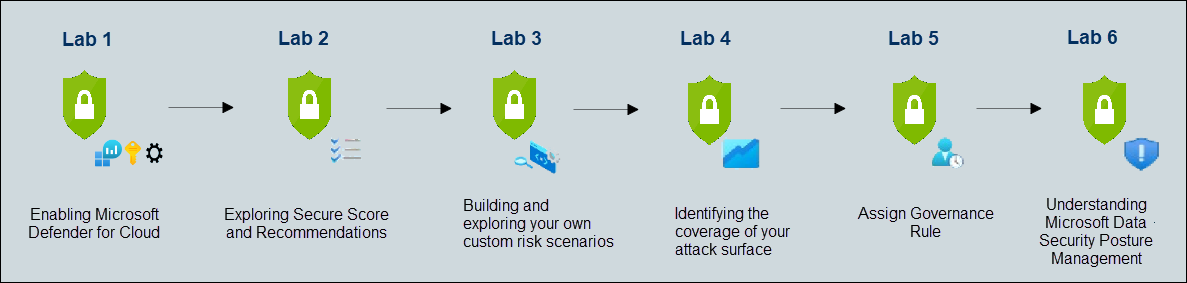 Lab 1
Enabling Microsoft
Defender for Cloud
Lab 2
Exploring Secure Score
and Recommendations
Lab 3
Building and
exploring your own
custom risk scenarios
Lab 4
Identifying the
coverage of your
attack surface
Lab 5
Assign Governance
Rule
Lab 6
Understanding
Microsoft Data
Security Posture
Management